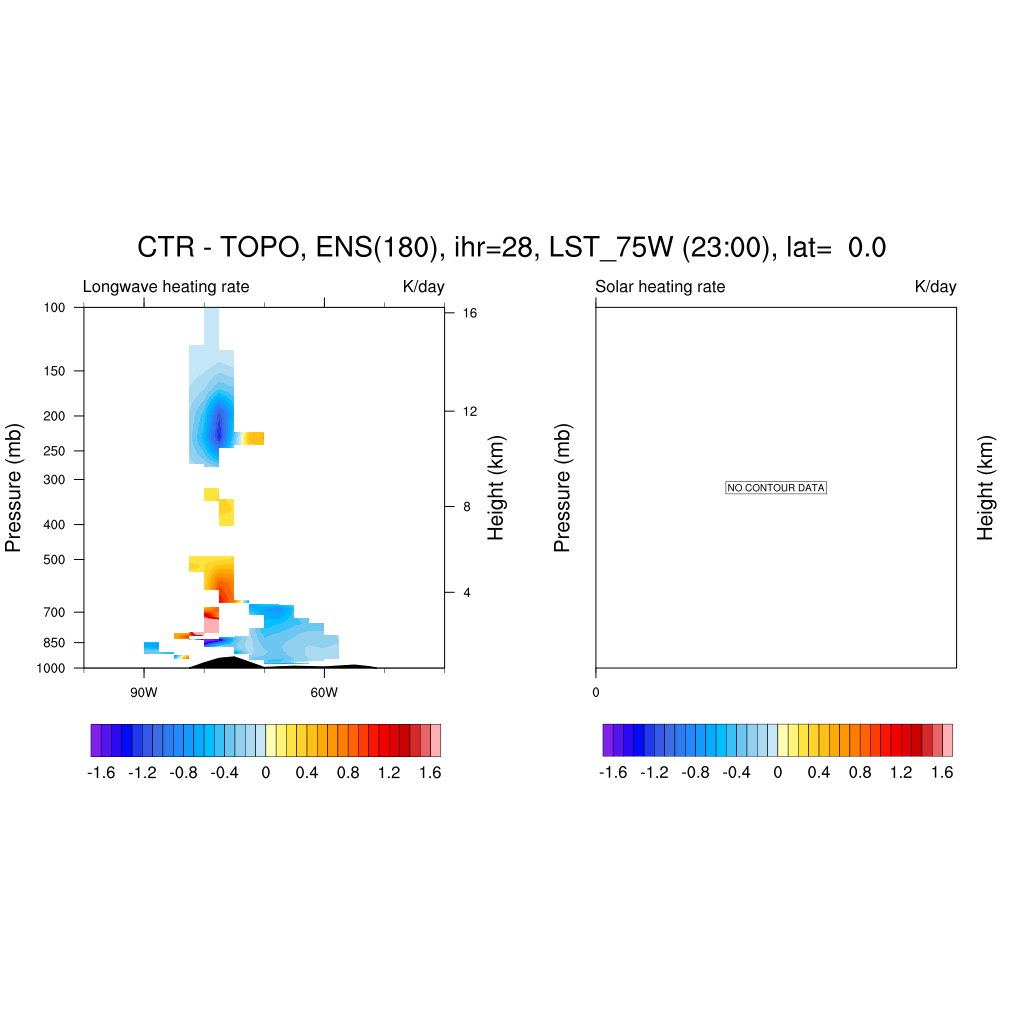 CTR - TOPO, ENS(180), ihr=28, LST_75W (23:00), lat=  0.0
Longwave heating rate K/day
Solar heating rate K/day
Pressure (mb)
100
150
200
250
300
400
500
700
850
1000
16
12
8
4
Height (km)
90W 60W
Pressure (mb)
NO CONTOUR DATA
Height (km)
0
-1.6 -1.2 -0.8 -0.4 0 0.4 0.8 1.2 1.6
-1.6 -1.2 -0.8 -0.4 0 0.4 0.8 1.2 1.6